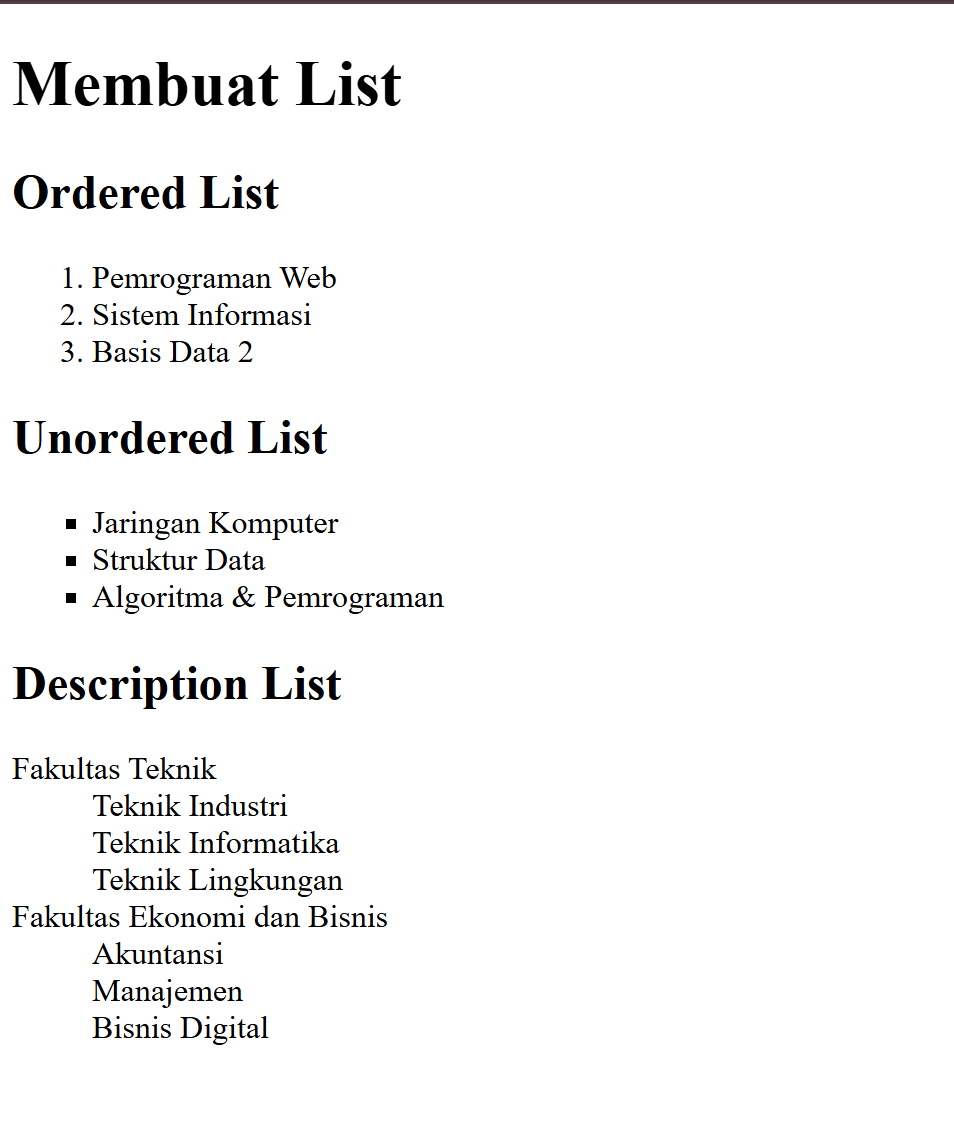 Membuat List
Ordered List
1. Pemrograman Web
2. Sistem Informasi
3. Basis Data 2
Unordered List
▪ Jaringan Komputer
▪ Struktur Data
▪ Algoritma & Pemrograman
Description List
Fakultas Teknik
Teknik Industri
Teknik Informatika
Teknik Lingkungan
Fakultas Ekonomi dan Bisnis
Akuntansi
Manajemen
Bisnis Digital